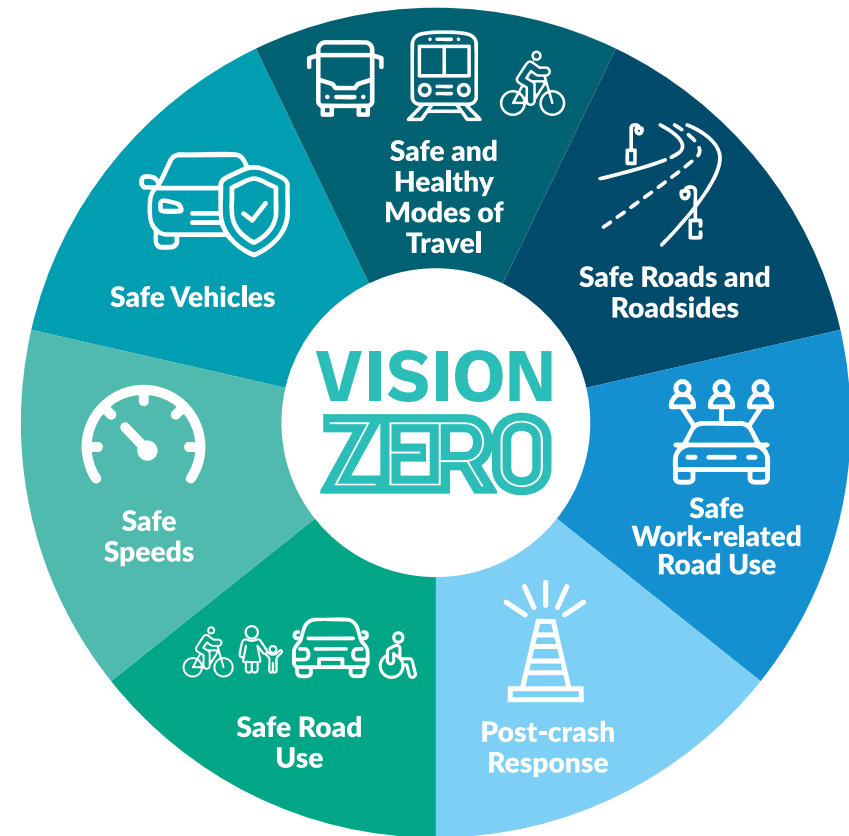 Safe and
Healthy
Modes of
Travel
Safe Roads and
Roadsides
Safe
Work-related
Road Use
Post-crash
Response
Safe Road
Use
Safe
Speeds
Safe Vehicles
VISION
ZERO